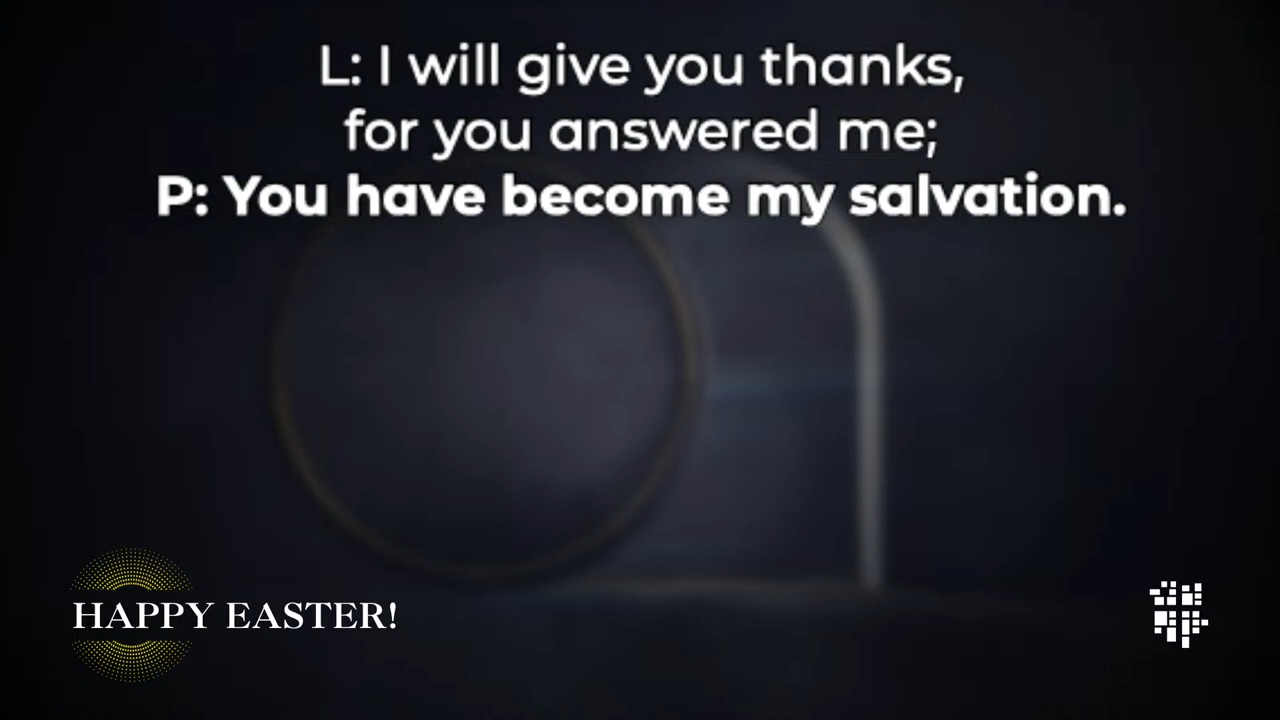 L: I will give you thanks,
for you answered me;
P: You have become my salvation.
HAPPY EASTER!